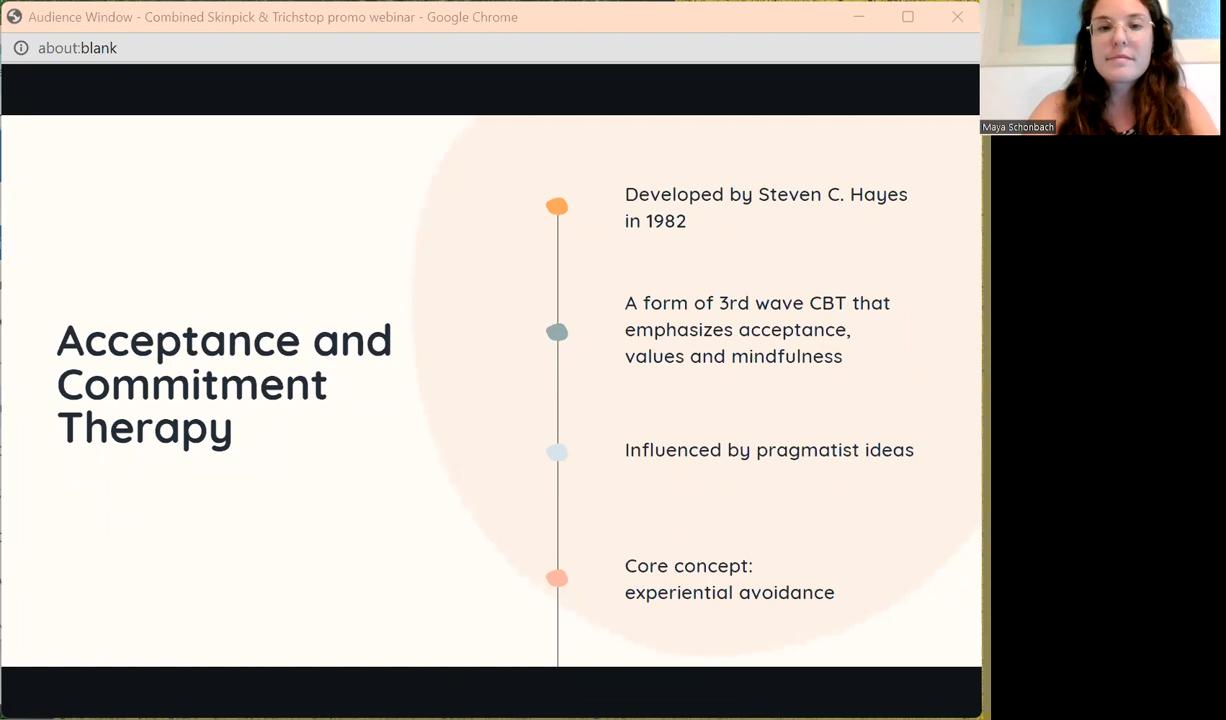 Audience Window - Combined Skinpick & Trichstop promo webinar - Google Chrome
about:blank
Maya Schonbach
Acceptance and
Commitment
Therapy
Developed by Steven C. Hayes
in 1982
A form of 3rd wave CBT that
emphasizes acceptance,
values and mindfulness
Influenced by pragmatist ideas
Core concept:
experiential avoidance